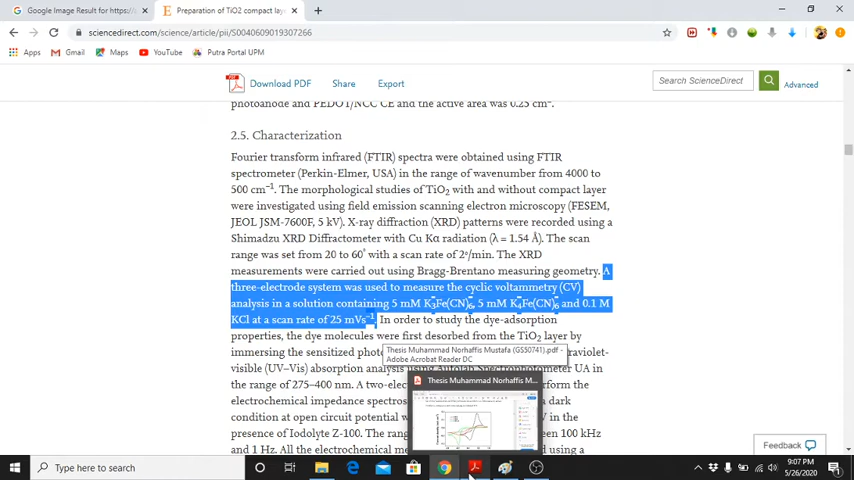 Google Image Result for https://
Preparation of TiO2 compact lay
sciencedirect.com/science/article/pii/S0040609019307266
Apps
Gmail
Maps
YouTube
Putra Portal UPM
Download PDF
Share
Export
Search ScienceDirect
Advanced
photoanode and PEDOT/NCC CE and the active area was 0.25 cm².
2.5. Characterization
Fourier transform infrared (FTIR) spectra were obtained using FTIR
spectrometer (Perkin-Elmer, USA) in the range of wavenumber from 4000 to
500 cm⁻¹. The morphological studies of TiO₂ with and without compact layer
were investigated using field emission scanning electron microscopy (FESEM,
JEOL JSM-7600F, 5 kV). X-ray diffraction (XRD) patterns were recorded using a
Shimadzu XRD Diffractometer with Cu Kα radiation (λ = 1.54 Å). The scan
range was set from 20 to 60° with a scan rate of 2°/min. The XRD
measurements were carried out using Bragg-Brentano measuring geometry. A
three-electrode system was used to measure the cyclic voltammetry (CV)
analysis in a solution containing 5 mM K₃Fe(CN)₆, 5 mM K₄Fe(CN)₆ and 0.1 M
KCl at a scan rate of 25 mVs⁻¹. In order to study the dye-adsorption
properties, the dye molecules were first desorbed from the TiO₂ layer by
immersing the sensitized pho
raviolet-
Thesis Muhammad Norhaffis Mustafa (GS50741).pdf -
Adobe Acrobat Reader DC
visible (UV–Vis) absorption analysis using Autolab Spectrophotometer UA in
the range of 275–400 nm. A two-elec
form the
Thesis Muhammad Norhaffis M...
electrochemical impedance spectros
in the dark
condition at open circuit potential w
V in the
presence of Iodolyte Z-100. The rang
een 100 kHz
and 1 Hz. All the electrochemical m
Feedback
Type here to search
9:07 PM
5/26/2020